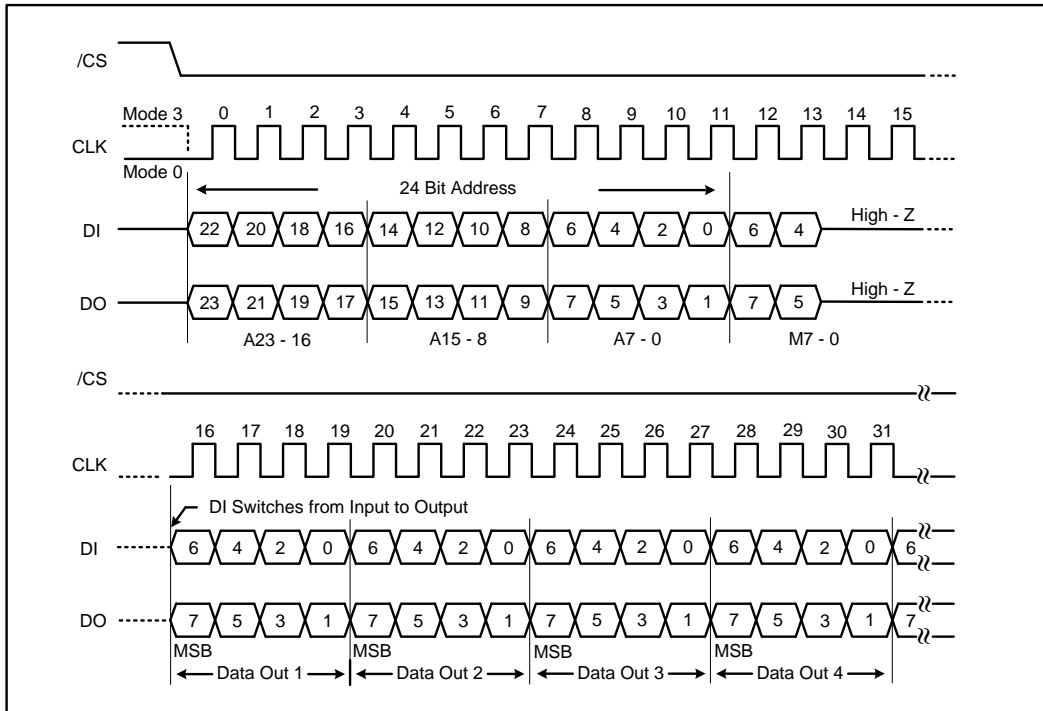 /CS
Mode 3 0 1 2 3 4 5 6 7 8 9 10 11 12 13 14 15
CLK
Mode 0
24 Bit Address
DI 22 20 18 16 14 12 10 8 6 4 2 0 6 4 High - Z
DO 23 21 19 17 15 13 11 9 7 5 3 1 7 5 High - Z
A23 - 16 A15 - 8 A7 - 0 M7 - 0
/CS
16 17 18 19 20 21 22 23 24 25 26 27 28 29 30 31
CLK
DI Switches from Input to Output
DI 6 4 2 0 6 4 2 0 6 4 2 0 6 4 2 0 6
DO 7 5 3 1 7 5 3 1 7 5 3 1 7 5 3 1 7
MSB MSB MSB MSB
Data Out 1 Data Out 2 Data Out 3 Data Out 4